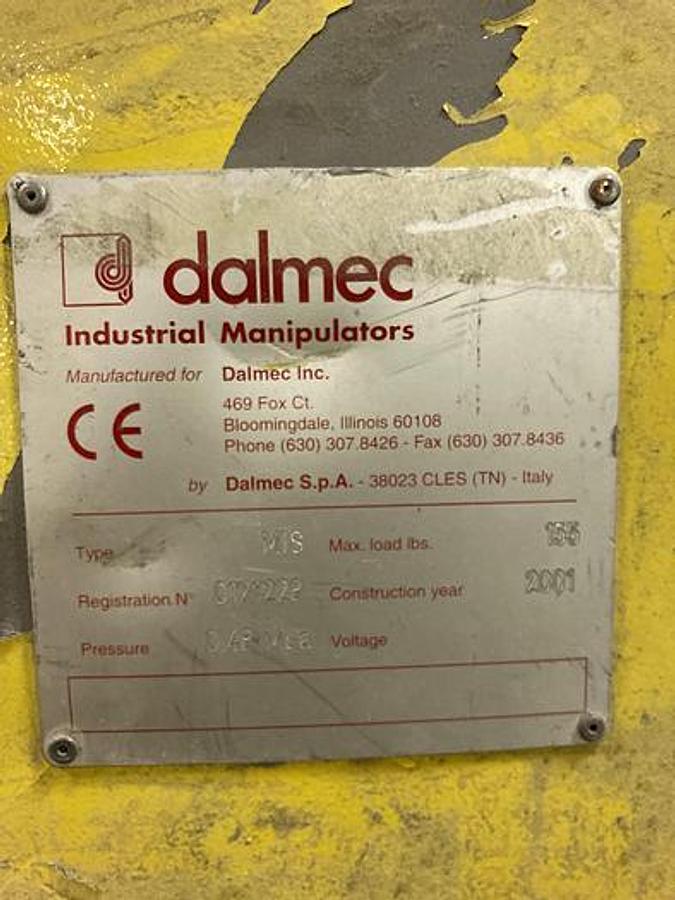 d dalmec
Industrial Manipulators
Manufactured for Dalmec Inc.
469 Fox Ct.
Bloomingdale, Illinois 60108
Phone (630) 307.8426 - Fax (630) 307.8436
CE
by Dalmec S.p.A. - 38023 CLES (TN) - Italy
Type Max. load lbs. 155
Registration N° Construction year 2001
Pressure Voltage